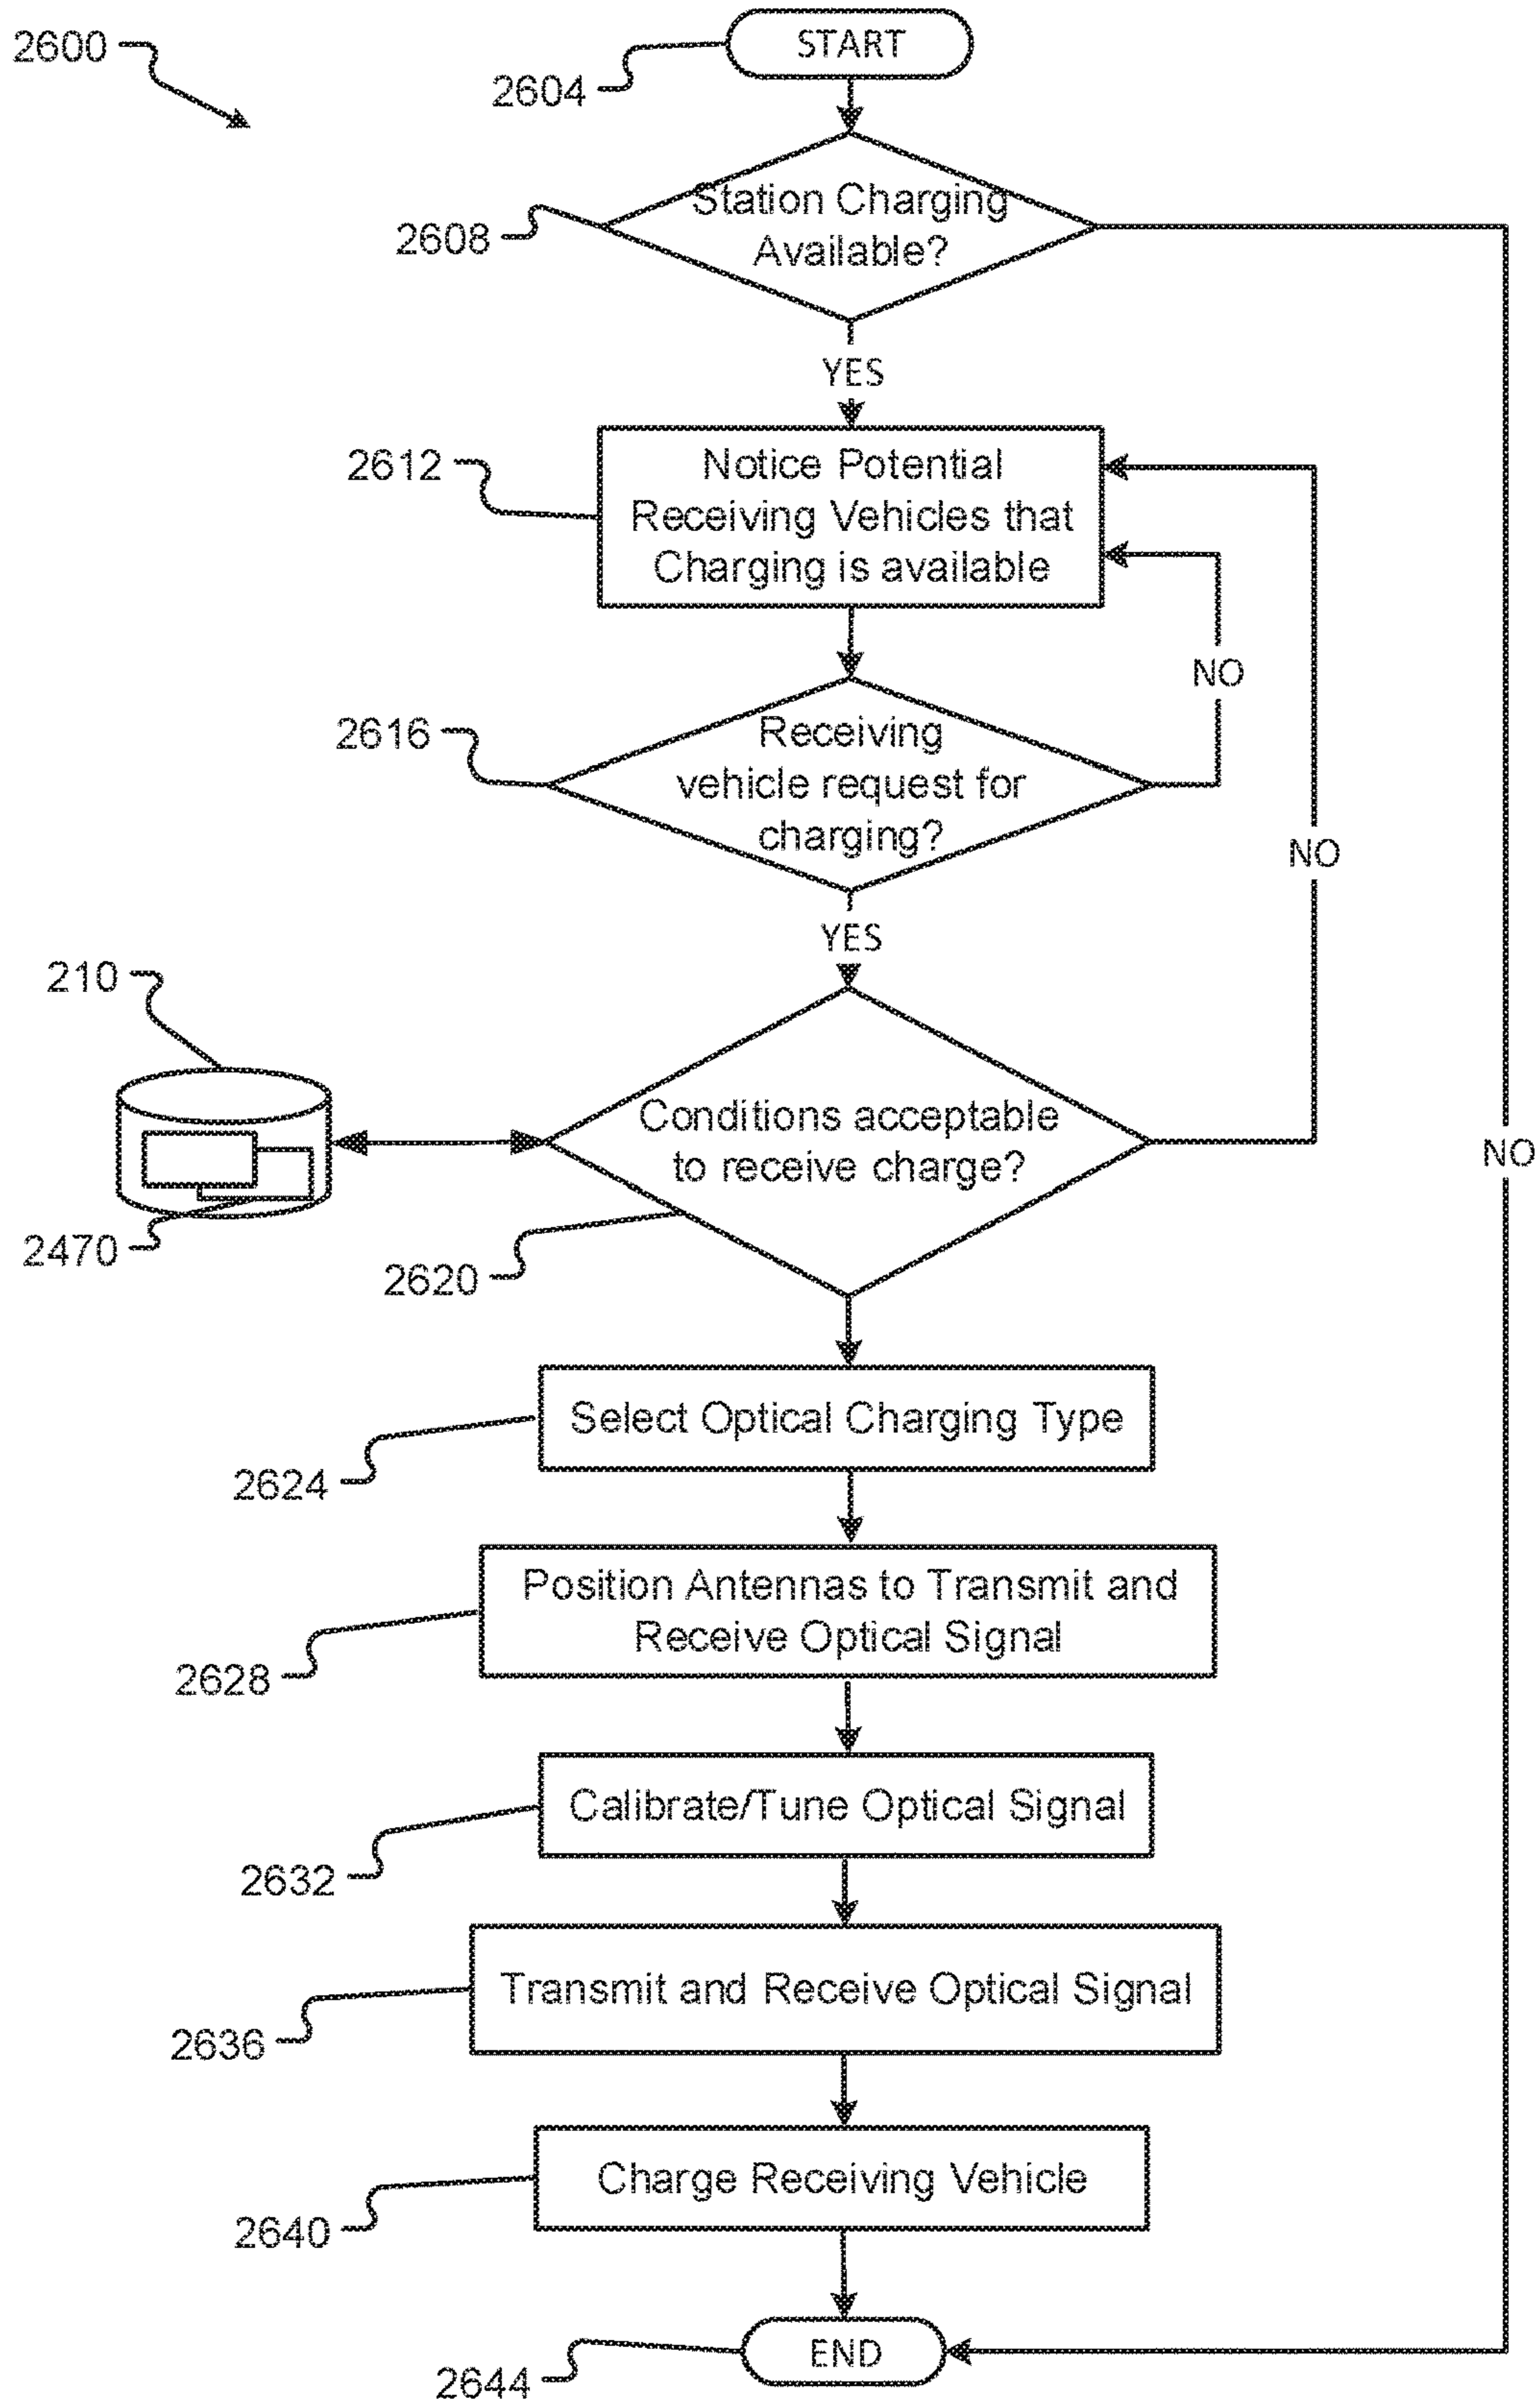 2600
START
2604
Station Charging
Available?
2608
YES
2612
Notice Potential
Receiving Vehicles that
Charging is available
NO
2616
Receiving
vehicle request for
charging?
NO
YES
210
Conditions acceptable
to receive charge?
NO
2470
2620
Select Optical Charging Type
2624
Position Antennas to Transmit and
Receive Optical Signal
2628
Calibrate/Tune Optical Signal
2632
Transmit and Receive Optical Signal
2636
Charge Receiving Vehicle
2640
END
2644